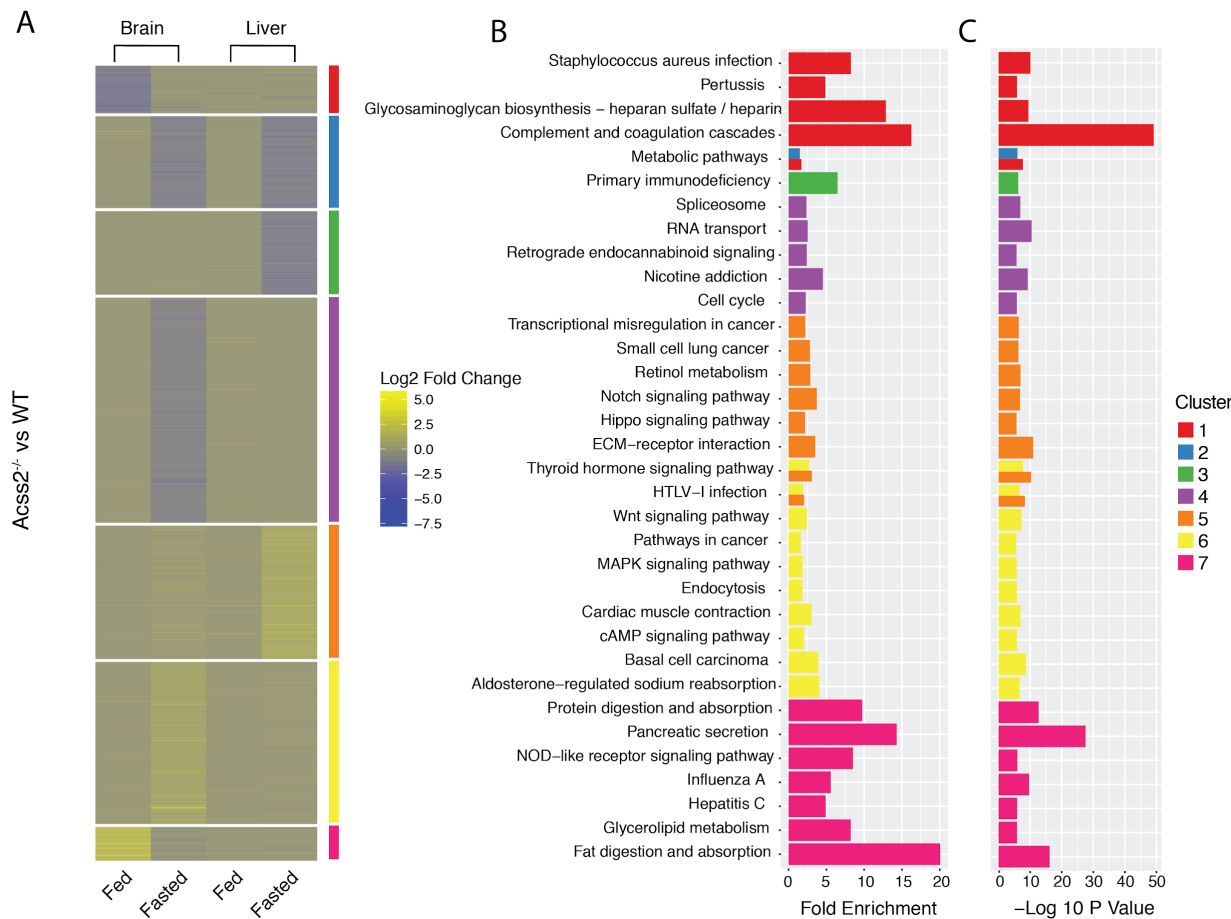 A
Brain
Liver
Acss2-/- vs WT
Fed
Fasted
Fed
Fasted
Log2 Fold Change
5.0
2.5
0.0
−2.5
−5.0
−7.5
B
Staphylococcus aureus infection
Pertussis
Glycosaminoglycan biosynthesis − heparan sulfate / heparin
Complement and coagulation cascades
Metabolic pathways
Primary immunodeficiency
Spliceosome
RNA transport
Retrograde endocannabinoid signaling
Nicotine addiction
Cell cycle
Transcriptional misregulation in cancer
Small cell lung cancer
Retinol metabolism
Notch signaling pathway
Hippo signaling pathway
ECM−receptor interaction
Thyroid hormone signaling pathway
HTLV−I infection
Wnt signaling pathway
Pathways in cancer
MAPK signaling pathway
Endocytosis
Cardiac muscle contraction
cAMP signaling pathway
Basal cell carcinoma
Aldosterone−regulated sodium reabsorption
Protein digestion and absorption
Pancreatic secretion
NOD−like receptor signaling pathway
Influenza A
Hepatitis C
Glycerolipid metabolism
Fat digestion and absorption
0 5 10 15 20
Fold Enrichment
C
0 10 20 30 40 50
−Log 10 P Value
Cluster
1
2
3
4
5
6
7